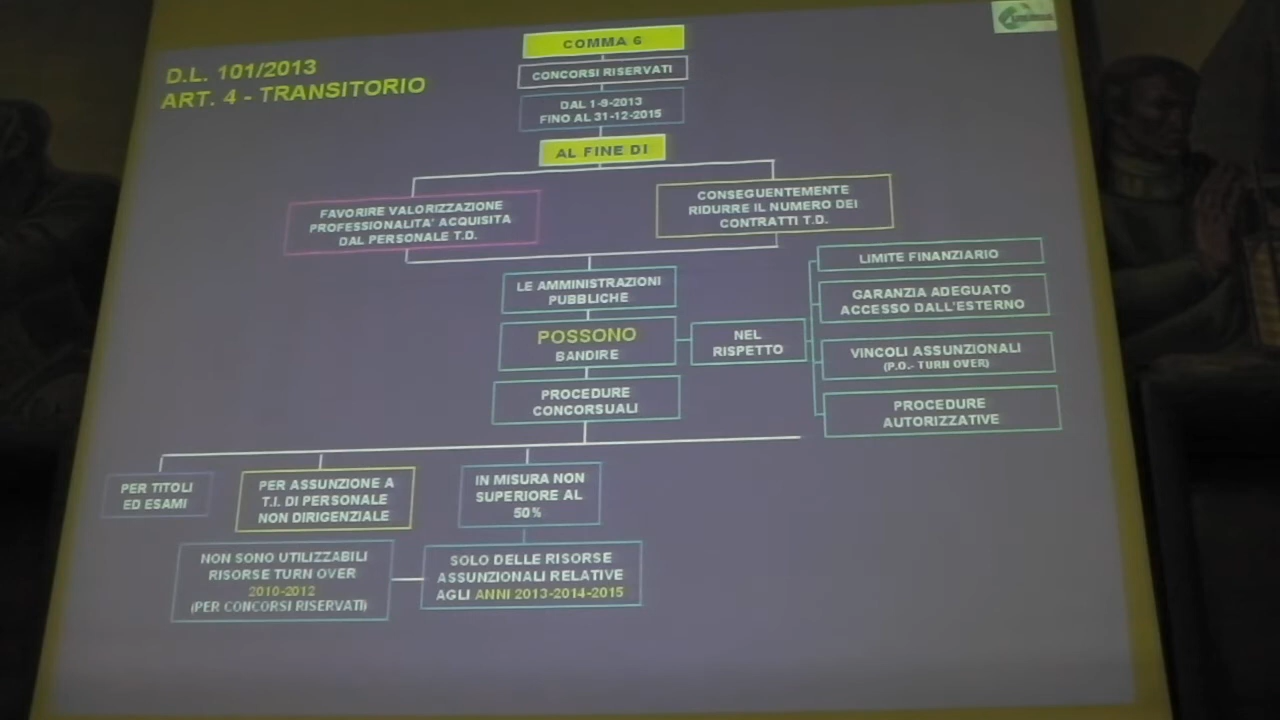 D.L. 101/2013
ART. 4 - TRANSITORIO
COMMA 6
CONCORSI RISERVATI
DAL 1-9-2013
FINO AL 31-12-2015
AL FINE DI
FAVORIRE VALORIZZAZIONE
PROFESSIONALITA' ACQUISITA
DAL PERSONALE T.D.
CONSEGUENTEMENTE
RIDURRE IL NUMERO DEI
CONTRATTI T.D.
LE AMMINISTRAZIONI
PUBBLICHE
POSSONO
BANDIRE
NEL
RISPETTO
LIMITE FINANZIARIO
GARANZIA ADEGUATO
ACCESSO DALL'ESTERNO
VINCOLI ASSUNZIONALI
(P.O.- TURN OVER)
PROCEDURE
AUTORIZZATIVE
PROCEDURE
CONCORSUALI
PER TITOLI
ED ESAMI
PER ASSUNZIONE A
T.I. DI PERSONALE
NON DIRIGENZIALE
IN MISURA NON
SUPERIORE AL
50%
NON SONO UTILIZZABILI
RISORSE TURN OVER
2010-2012
(PER CONCORSI RISERVATI)
SOLO DELLE RISORSE
ASSUNZIONALI RELATIVE
AGLI ANNI 2013-2014-2015